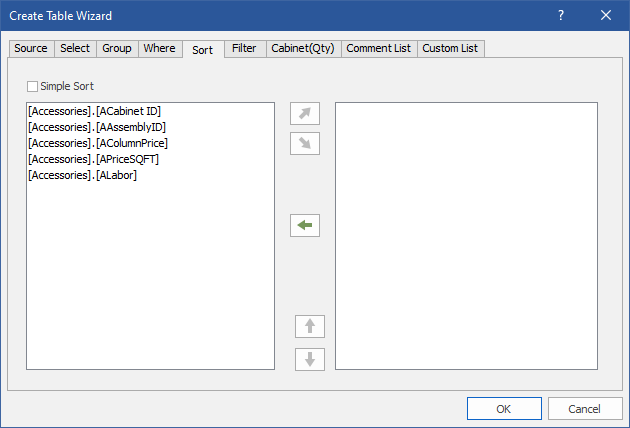 Create Table Wizard ?
Source Select Group Where Sort Filter Cabinet(Qty) Comment List Custom List
Simple Sort
[Accessories].[ACabinet ID]
[Accessories].[AAssemblyID]
[Accessories].[AColumnPrice]
[Accessories].[APriceSQFT]
[Accessories].[ALabor]
OK Cancel